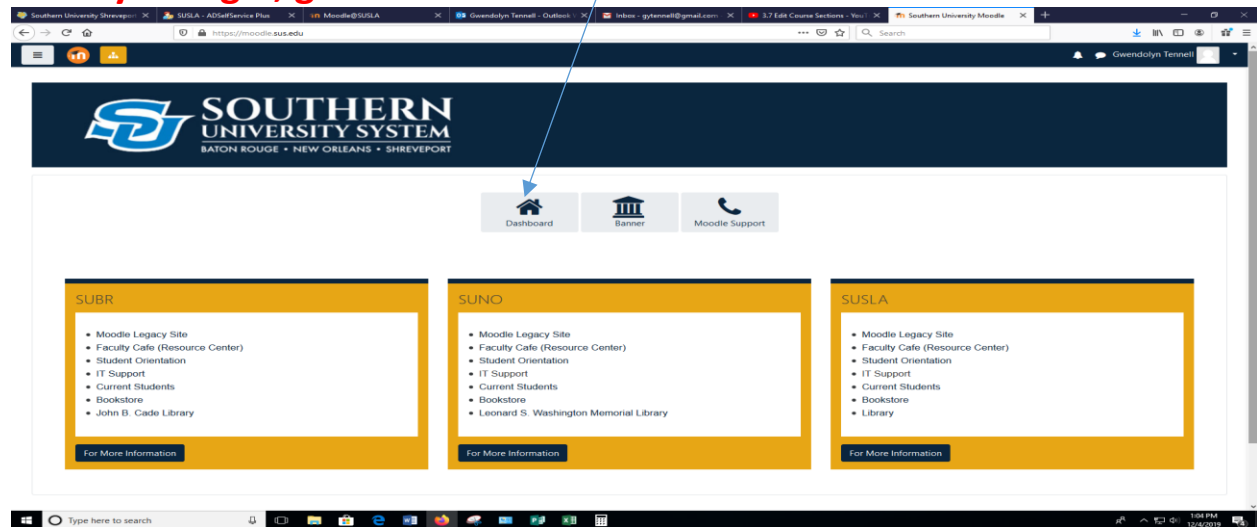 Southern University Shrevepor
SUSLA - ADSelfService Plus
Moodle@SUSLA
Gwendolyn Tennell - Outlook
Inbox - gytennell@gmail.com
3.7 Edit Course Sections - You
Southern University Moodle
https://moodle.sus.edu
Search
Gwendolyn Tennell
SU
SOUTHERN
UNIVERSITY SYSTEM
BATON ROUGE • NEW ORLEANS • SHREVEPORT
Dashboard
Banner
Moodle Support
SUBR
• Moodle Legacy Site
• Faculty Cafe (Resource Center)
• Student Orientation
• IT Support
• Current Students
• Bookstore
• John B. Cade Library
For More Information
SUNO
• Moodle Legacy Site
• Faculty Cafe (Resource Center)
• Student Orientation
• IT Support
• Current Students
• Bookstore
• Leonard S. Washington Memorial Library
For More Information
SUSLA
• Moodle Legacy Site
• Faculty Cafe (Resource Center)
• Student Orientation
• IT Support
• Current Students
• Bookstore
• Library
For More Information
Type here to search
1:04 PM
12/4/2019